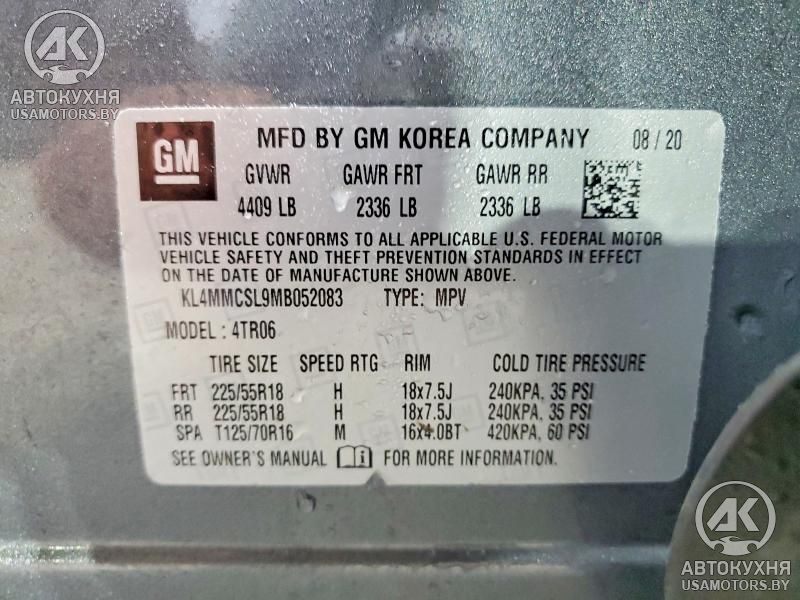 AK
АВТОКУХНЯ
USAMOTORS.BY
GM
MFD BY GM KOREA COMPANY 08 / 20
GVWR GAWR FRT GAWR RR
4409 LB 2336 LB 2336 LB
THIS VEHICLE CONFORMS TO ALL APPLICABLE U.S. FEDERAL MOTOR
VEHICLE SAFETY AND THEFT PREVENTION STANDARDS IN EFFECT
ON THE DATE OF MANUFACTURE SHOWN ABOVE.
KL4MMCSL9MB052083 TYPE: MPV
MODEL : 4TR06
TIRE SIZE SPEED RTG RIM COLD TIRE PRESSURE
FRT 225/55R18 H 18x7.5J 240KPA, 35 PSI
RR 225/55R18 H 18x7.5J 240KPA, 35 PSI
SPA T125/70R16 M 16x4.0BT 420KPA, 60 PSI
SEE OWNER'S MANUAL FOR MORE INFORMATION.
AK
АВТОКУХНЯ
USAMOTORS.BY